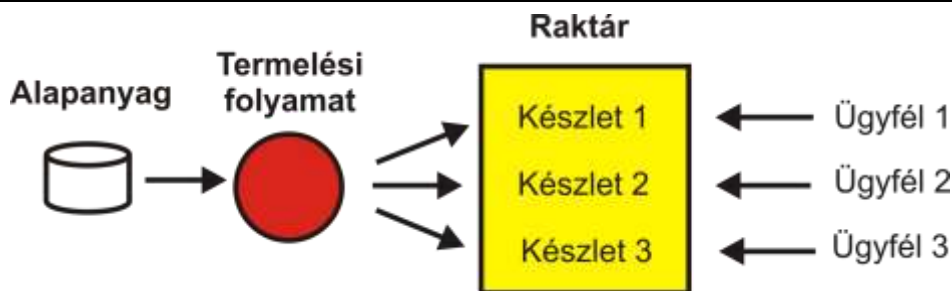 Raktár
Termelési
folyamat
Alapanyag
Készlet 1
Ügyfél 1
Készlet 2
Ügyfél 2
Készlet 3
Ügyfél 3